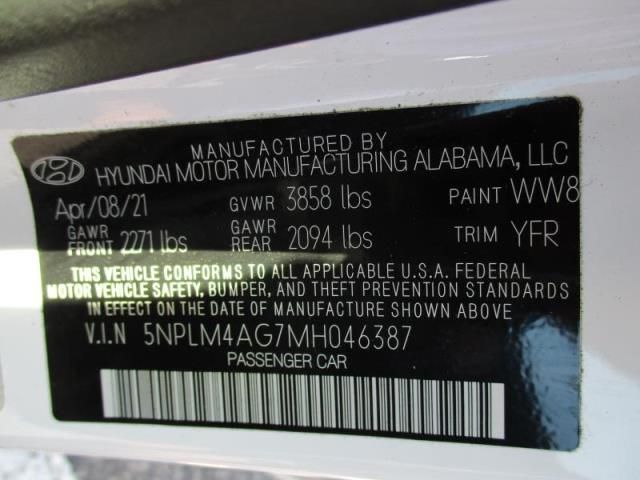 MANUFACTURED BY
HYUNDAI MOTOR MANUFACTURING ALABAMA, LLC
Apr/08/21 GVWR 3858 lbs PAINT WW8
GAWR FRONT 2271 lbs GAWR REAR 2094 lbs TRIM YFR
THIS VEHICLE CONFORMS TO ALL APPLICABLE U.S.A. FEDERAL
MOTOR VEHICLE SAFETY, BUMPER, AND THEFT PREVENTION STANDARDS
IN EFFECT ON THE DATE OF MANUFACTURE SHOWN ABOVE
V.I.N 5NPLM4AG7MH046387
PASSENGER CAR